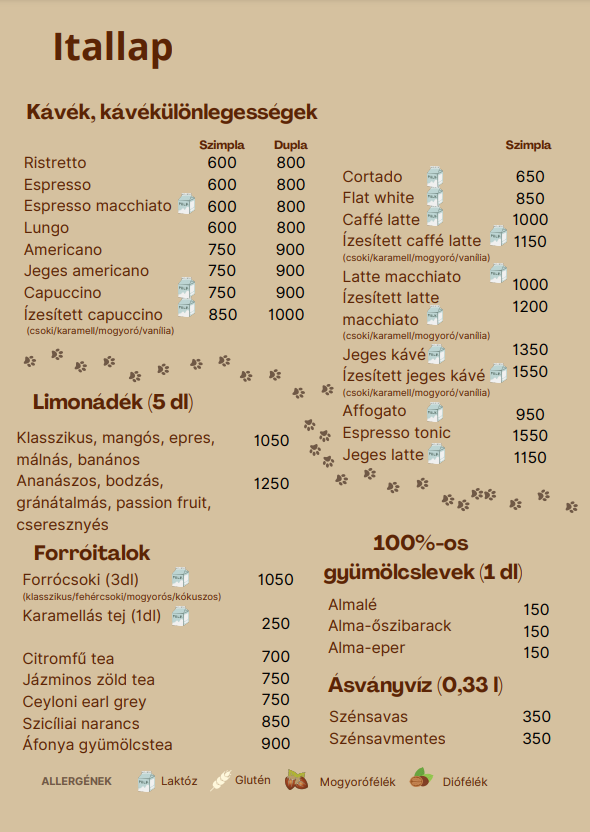 Itallap
Kávék, kávékülönlegességek
Szimpla Dupla
Ristretto 600 800
Espresso 600 800
Espresso macchiato 600 800
Lungo 600 800
Americano 750 900
Jeges americano 750 900
Capuccino 750 900
Ízesített capuccino 850 1000
(csoki/karamell/mogyoró/vanília)
Szimpla
Cortado 650
Flat white 850
Caffé latte 1000
Ízesített caffé latte 1150
(csoki/karamell/mogyoró/vanília)
Latte macchiato 1000
Ízesített latte 1200
macchiato
(csoki/karamell/mogyoró/vanília)
Jeges kávé 1350
Ízesített jeges kávé 1550
(csoki/karamell/mogyoró/vanília)
Affogato 950
Espresso tonic 1550
Jeges latte 1150
Limonádék (5 dl)
Klasszikus, mangós, epres, 1050
málnás, banános
Ananászos, bodzás, 1250
gránátalmás, passion fruit,
cseresznyés
Forróitalok
Forrócsoki (3dl) 1050
(klasszikus/fehércsoki/mogyorós/kókuszos)
Karamellás tej (1dl) 250
Citromfű tea 700
Jázminos zöld tea 750
Ceyloni earl grey 750
Szicíliai narancs 850
Áfonya gyümölcstea 900
100%-os
gyümölcslevek (1 dl)
Almalé 150
Alma-őszibarack 150
Alma-eper 150
Ásványvíz (0,33 l)
Szénsavas 350
Szénsavmentes 350
ALLERGÉNEK Laktóz Glutén Mogyorófélék Diófélék